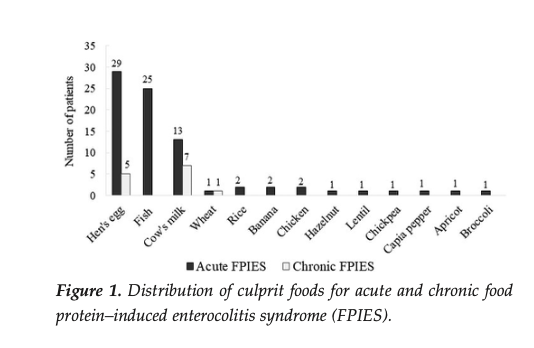 35
30
25
20
15
10
5
0
Number of patients
29
5
25
13
7
1 1
2
2
2
1
1
1
1
1
1
Hen's egg
Fish
Cow's milk
Wheat
Rice
Banana
Chicken
Hazelnut
Lentil
Chickpea
Capia pepper
Apricot
Broccoli
Acute FPIES Chronic FPIES
Figure 1. Distribution of culprit foods for acute and chronic food
protein–induced enterocolitis syndrome (FPIES).